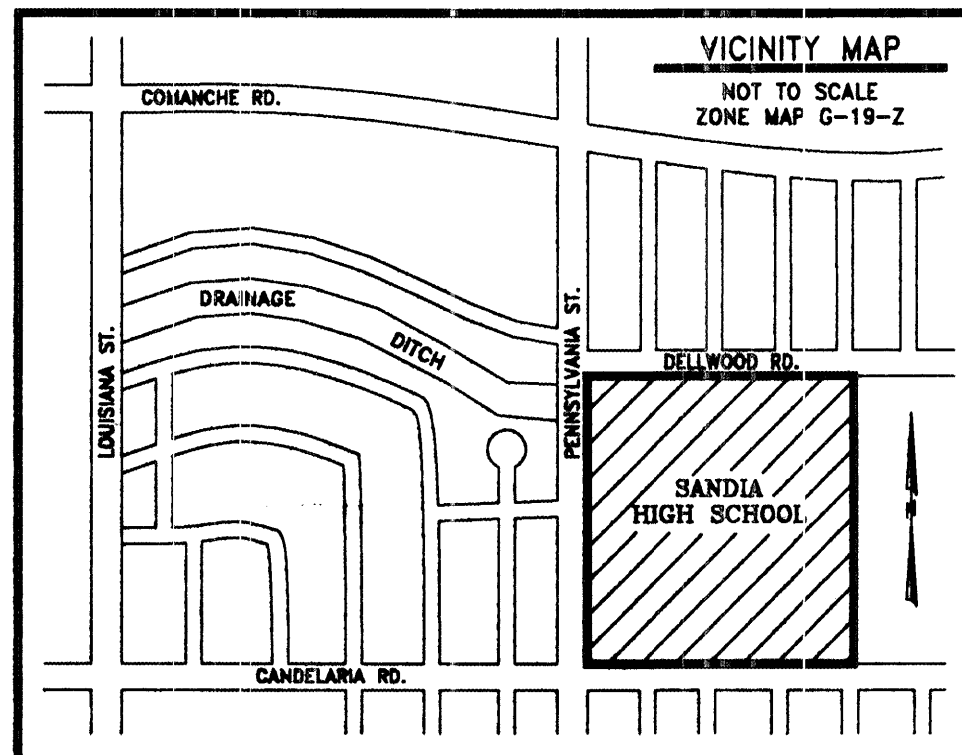 VICINITY MAP
NOT TO SCALE
ZONE MAP G-19-Z
COMANCHE RD.
DRAINAGE
DITCH
LOUISIANA ST.
PENNSYLVANIA ST.
DELLWOOD RD.
SANDIA
HIGH SCHOOL
N
CANDELARIA RD.